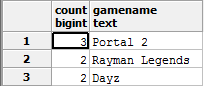 count bigint gamename text
1 3 Portal 2
2 2 Rayman Legends
3 2 Dayz